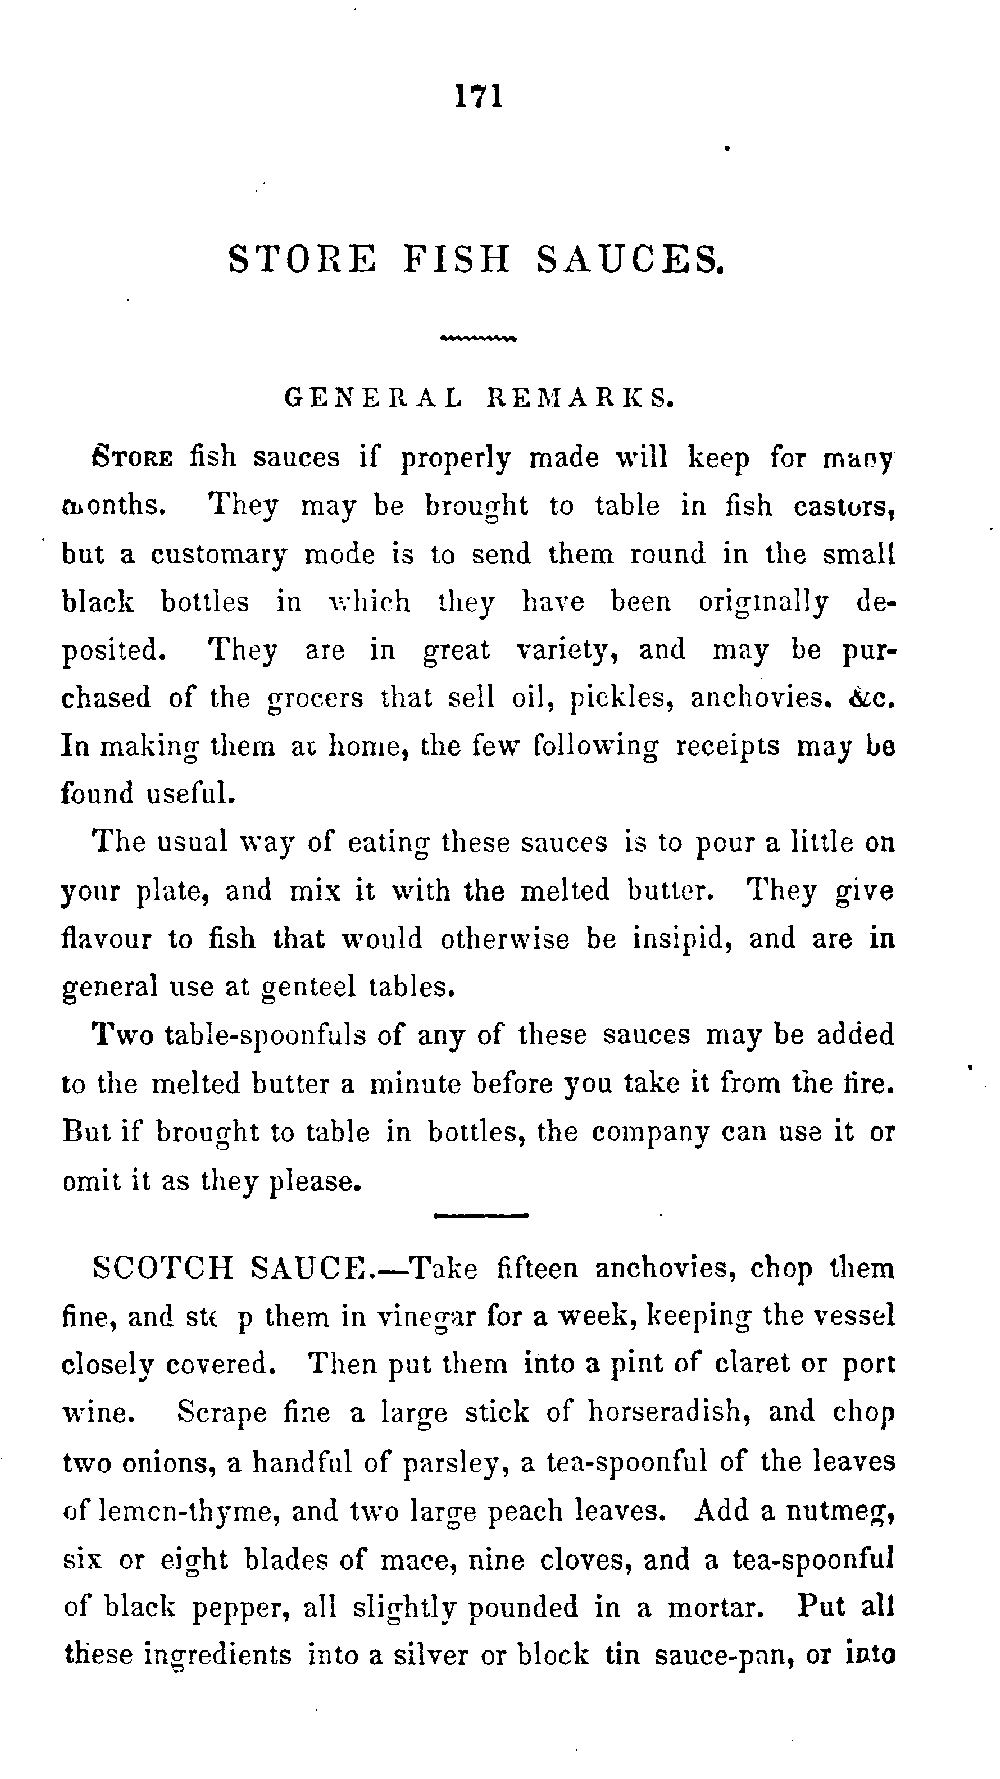 171
STORE FISH SAUCES.
GENERAL REMARKS.
STORE fish sauces if properly made will keep for many
months. They may be brought to table in fish castors,
but a customary mode is to send them round in the small
black bottles in which they have been originally de-
posited. They are in great variety, and may be pur-
chased of the grocers that sell oil, pickles, anchovies. &c.
In making them at home, the few following receipts may be
found useful.
The usual way of eating these sauces is to pour a little on
your plate, and mix it with the melted butter. They give
flavour to fish that would otherwise be insipid, and are in
general use at genteel tables.
Two table-spoonfuls of any of these sauces may be added
to the melted butter a minute before you take it from the fire.
But if brought to table in bottles, the company can use it or
omit it as they please.
SCOTCH SAUCE.—Take fifteen anchovies, chop them
fine, and steep them in vinegar for a week, keeping the vessel
closely covered. Then put them into a pint of claret or port
wine. Scrape fine a large stick of horseradish, and chop
two onions, a handful of parsley, a tea-spoonful of the leaves
of lemon-thyme, and two large peach leaves. Add a nutmeg,
six or eight blades of mace, nine cloves, and a tea-spoonful
of black pepper, all slightly pounded in a mortar. Put all
these ingredients into a silver or block tin sauce-pan, or into